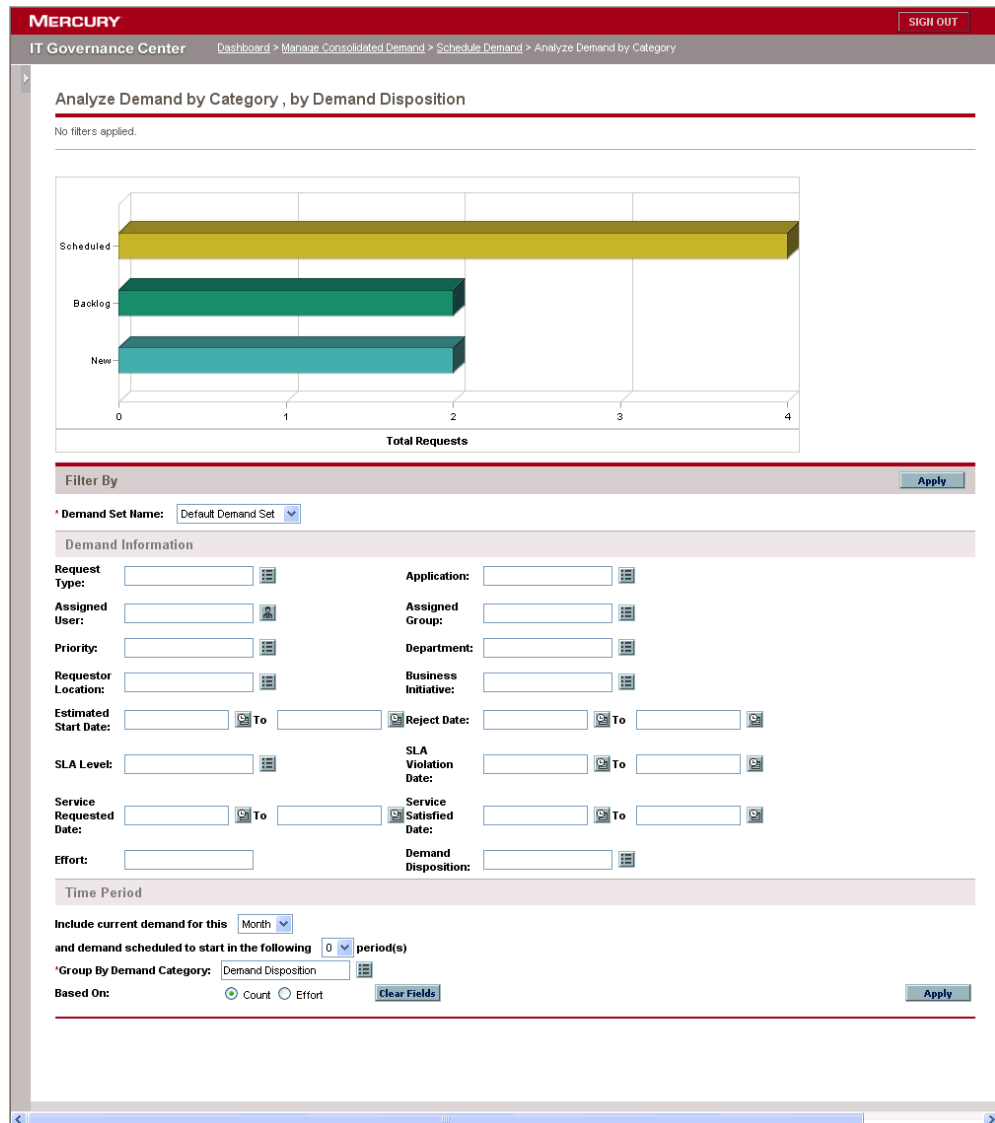 MERCURY
SIGN OUT
IT Governance Center
Dashboard > Manage Consolidated Demand > Schedule Demand > Analyze Demand by Category
Analyze Demand by Category , by Demand Disposition
No filters applied.
Scheduled
Backlog
New
0 1 2 3 4
Total Requests
Filter By
Apply
* Demand Set Name: Default Demand Set
Demand Information
Request Type:
Application:
Assigned User:
Assigned Group:
Priority:
Department:
Requestor Location:
Business Initiative:
Estimated Start Date: To
Reject Date: To
SLA Level:
SLA Violation Date: To
Service Requested Date: To
Service Satisfied Date: To
Effort:
Demand Disposition:
Time Period
Include current demand for this Month
and demand scheduled to start in the following 0 period(s)
*Group By Demand Category: Demand Disposition
Based On: Count Effort Clear Fields Apply